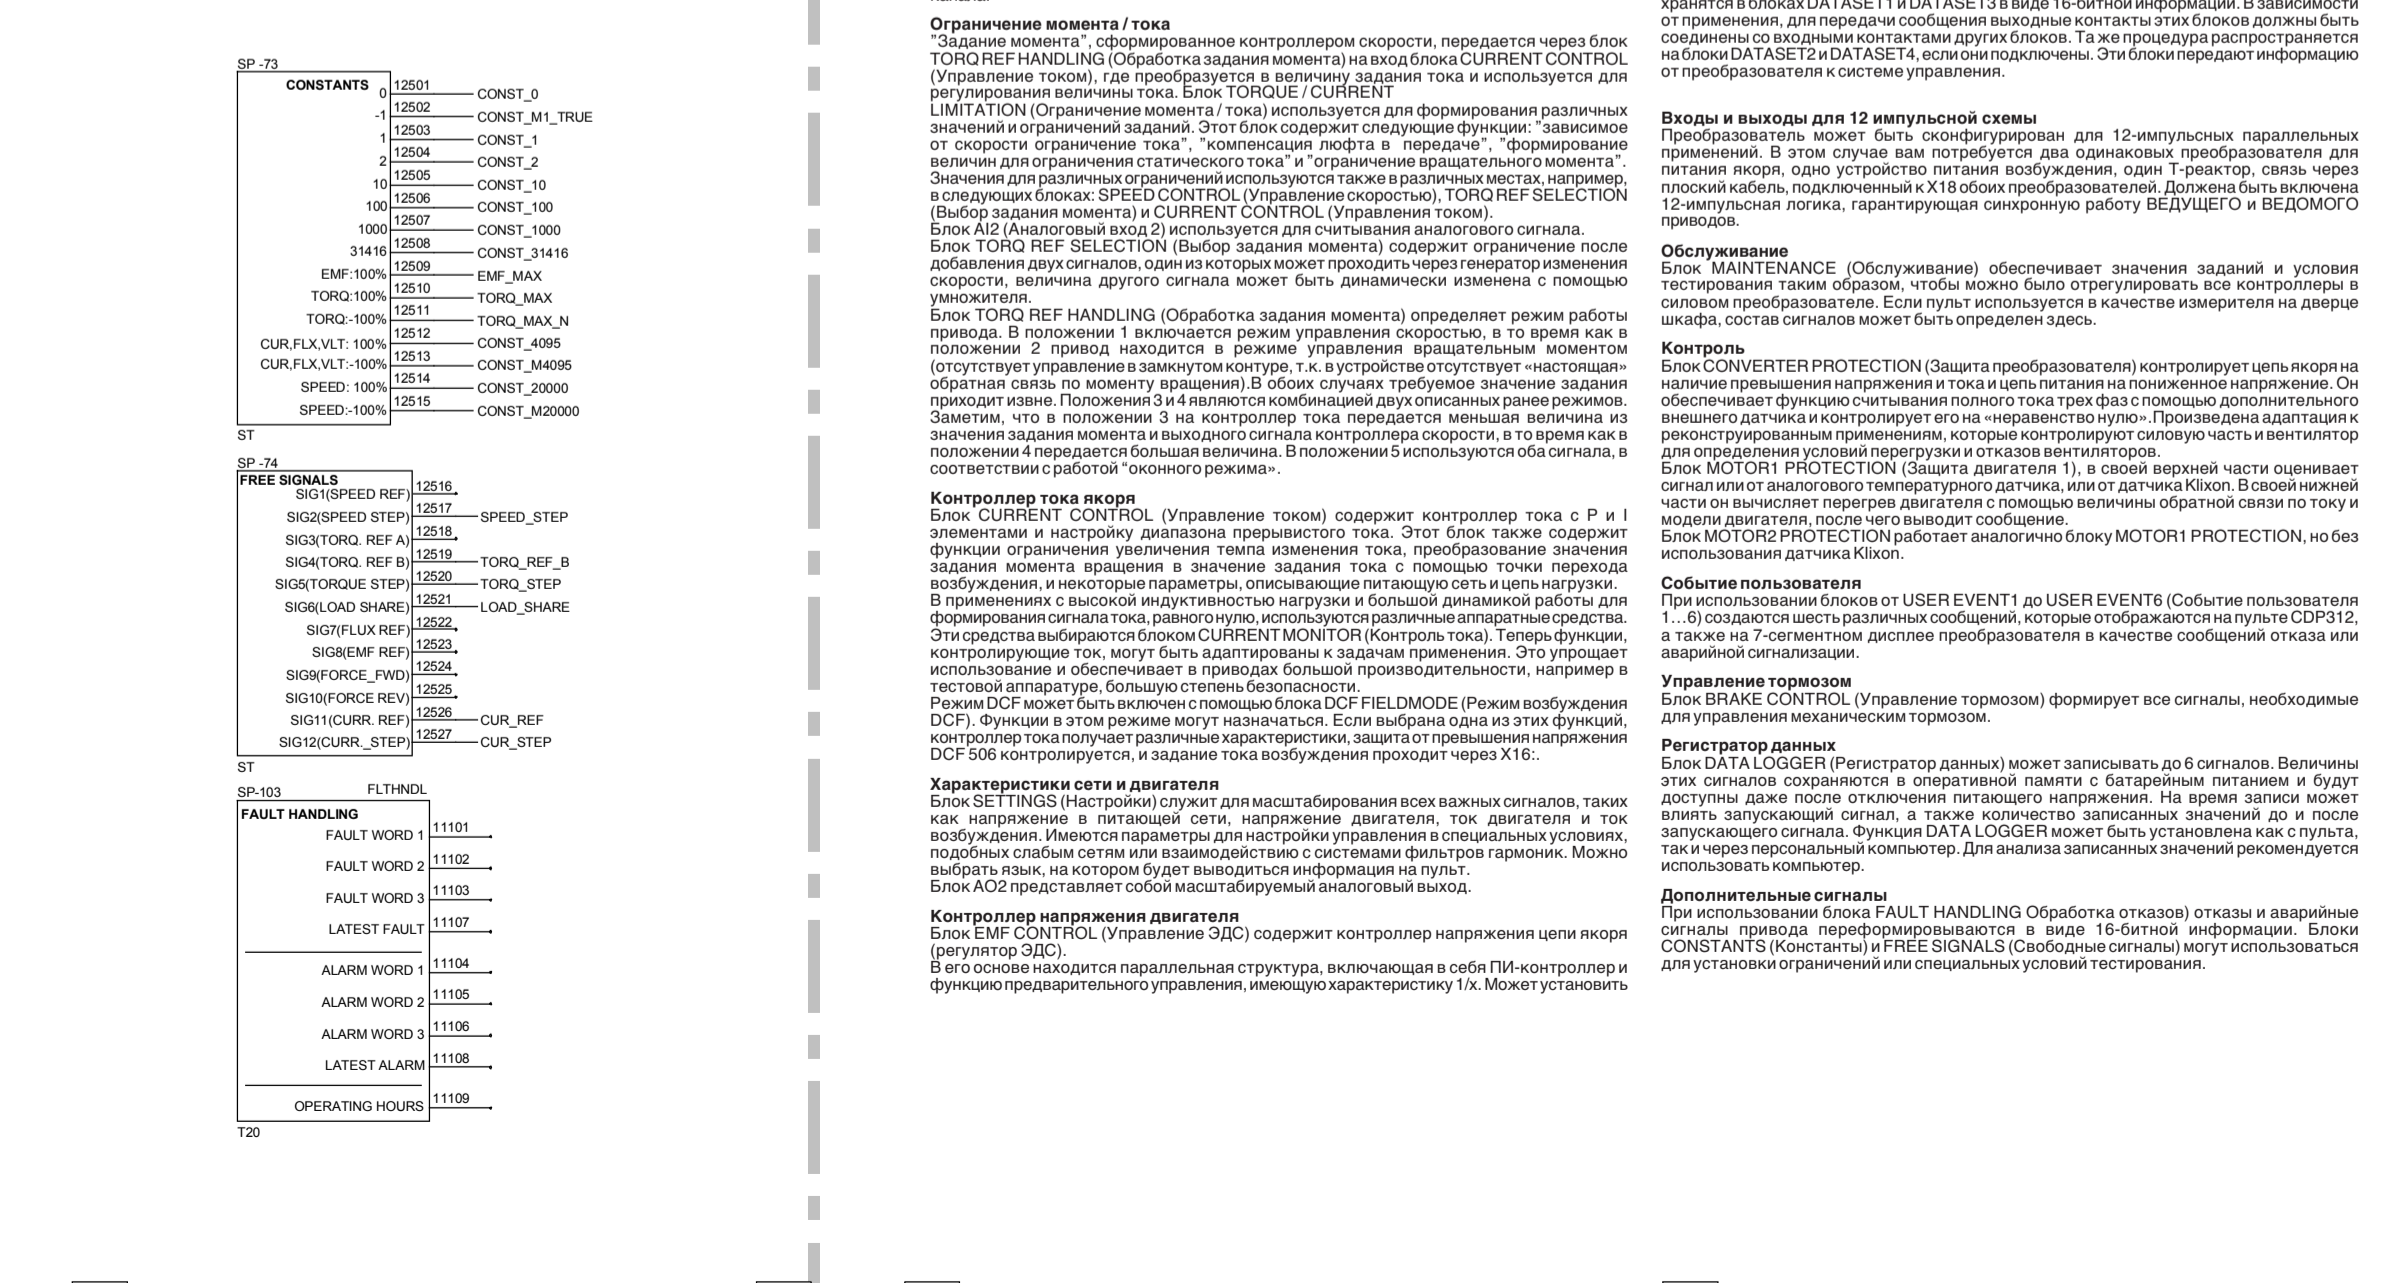 SP -73
CONSTANTS
0 12501 CONST_0
-1 12502 CONST_M1_TRUE
1 12503 CONST_1
2 12504 CONST_2
10 12505 CONST_10
100 12506 CONST_100
1000 12507 CONST_1000
31416 12508 CONST_31416
EMF:100% 12509 EMF_MAX
TORQ:100% 12510 TORQ_MAX
TORQ:-100% 12511 TORQ_MAX_N
CUR,FLX,VLT: 100% 12512 CONST_4095
CUR,FLX,VLT:-100% 12513 CONST_M4095
SPEED: 100% 12514 CONST_20000
SPEED:-100% 12515 CONST_M20000
ST
SP -74
FREE SIGNALS
SIG1(SPEED REF) 12516
SIG2(SPEED STEP) 12517 SPEED_STEP
SIG3(TORQ. REF A) 12518
SIG4(TORQ. REF B) 12519 TORQ_REF_B
SIG5(TORQUE STEP) 12520 TORQ_STEP
SIG6(LOAD SHARE) 12521 LOAD_SHARE
SIG7(FLUX REF) 12522
SIG8(EMF REF) 12523
SIG9(FORCE_FWD) 12524
SIG10(FORCE REV) 12525
SIG11(CURR. REF) 12526 CUR_REF
SIG12(CURR._STEP) 12527 CUR_STEP
ST
SP-103 FLTHNDL
FAULT HANDLING
FAULT WORD 1 11101
FAULT WORD 2 11102
FAULT WORD 3 11103
LATEST FAULT 11107
ALARM WORD 1 11104
ALARM WORD 2 11105
ALARM WORD 3 11106
LATEST ALARM 11108
OPERATING HOURS 11109
T20
Ограничение момента / тока
"Задание момента", сформированное контроллером скорости, передается через блок
TORQ REF HANDLING (Обработка задания момента) на вход блока CURRENT CONTROL
(Управление током), где преобразуется в величину задания тока и используется для
регулирования величины тока. Блок TORQUE / CURRENT
LIMITATION (Ограничение момента / тока) используется для формирования различных
значений и ограничений заданий. Этот блок содержит следующие функции: "зависимое
от скорости ограничение тока", "компенсация люфта в передаче", "формирование
величин для ограничения статического тока" и "ограничение вращательного момента".
Значения для различных ограничений используются также в различных местах, например,
в следующих блоках: SPEED CONTROL (Управление скоростью), TORQ REF SELECTION
(Выбор задания момента) и CURRENT CONTROL (Управления током).
Блок AI2 (Аналоговый вход 2) используется для считывания аналогового сигнала.
Блок TORQ REF SELECTION (Выбор задания момента) содержит ограничение после
добавления двух сигналов, один из которых может проходить через генератор изменения
скорости, величина другого сигнала может быть динамически изменена с помощью
умножителя.
Блок TORQ REF HANDLING (Обработка задания момента) определяет режим работы
привода. В положении 1 включается режим управления скоростью, в то время как в
положении 2 привод находится в режиме управления вращательным моментом
(отсутствует управление в замкнутом контуре, т.к. в устройстве отсутствует «настоящая»
обратная связь по моменту вращения).В обоих случаях требуемое значение задания
приходит извне. Положения 3 и 4 являются комбинацией двух описанных ранее режимов.
Заметим, что в положении 3 на контроллер тока передается меньшая величина из
значения задания момента и выходного сигнала контроллера скорости, в то время как в
положении 4 передается большая величина. В положении 5 используются оба сигнала, в
соответствии с работой “оконного режима».
Контроллер тока якоря
Блок CURRENT CONTROL (Управление током) содержит контроллер тока с P и I
элементами и настройку диапазона прерывистого тока. Этот блок также содержит
функции ограничения увеличения темпа изменения тока, преобразование значения
задания момента вращения в значение задания тока с помощью точки перехода
возбуждения, и некоторые параметры, описывающие питающую сеть и цепь нагрузки.
В применениях с высокой индуктивностью нагрузки и большой динамикой работы для
формирования сигнала тока, равного нулю, используются различные аппаратные средства.
Эти средства выбираются блоком CURRENT MONITOR (Контроль тока). Теперь функции,
контролирующие ток, могут быть адаптированы к задачам применения. Это упрощает
использование и обеспечивает в приводах большой производительности, например в
тестовой аппаратуре, большую степень безопасности.
Режим DCF может быть включен с помощью блока DCF FIELDMODE (Режим возбуждения
DCF). Функции в этом режиме могут назначаться. Если выбрана одна из этих функций,
контроллер тока получает различные характеристики, защита от превышения напряжения
DCF 506 контролируется, и задание тока возбуждения проходит через X16:.
Характеристики сети и двигателя
Блок SETTINGS (Настройки) служит для масштабирования всех важных сигналов, таких
как напряжение в питающей сети, напряжение двигателя, ток двигателя и ток
возбуждения. Имеются параметры для настройки управления в специальных условиях,
подобных слабым сетям или взаимодействию с системами фильтров гармоник. Можно
выбрать язык, на котором будет выводиться информация на пульт.
Блок AO2 представляет собой масштабируемый аналоговый выход.
Контроллер напряжения двигателя
Блок EMF CONTROL (Управление ЭДС) содержит контроллер напряжения цепи якоря
(регулятор ЭДС).
В его основе находится параллельная структура, включающая в себя ПИ-контроллер и
функцию предварительного управления, имеющую характеристику 1/x. Может установить
хранятся в блоках DATASET1 и DATASET3 в виде 16-битной информации. В зависимости
от применения, для передачи сообщения выходные контакты этих блоков должны быть
соединены со входными контактами других блоков. Та же процедура распространяется
на блоки DATASET2 и DATASET4, если они подключены. Эти блоки передают информацию
от преобразователя к системе управления.
Входы и выходы для 12 импульсной схемы
Преобразователь может быть сконфигурирован для 12-импульсных параллельных
применений. В этом случае вам потребуется два одинаковых преобразователя для
питания якоря, одно устройство питания возбуждения, один Т-реактор, связь через
плоский кабель, подключенный к X18 обоих преобразователей. Должена быть включена
12-импульсная логика, гарантирующая синхронную работу ВЕДУЩЕГО и ВЕДОМОГО
приводов.
Обслуживание
Блок MAINTENANCE (Обслуживание) обеспечивает значения заданий и условия
тестирования таким образом, чтобы можно было отрегулировать все контроллеры в
силовом преобразователе. Если пульт используется в качестве измерителя на дверце
шкафа, состав сигналов может быть определен здесь.
Контроль
Блок CONVERTER PROTECTION (Защита преобразователя) контролирует цепь якоря на
наличие превышения напряжения и тока и цепь питания на пониженное напряжение. Он
обеспечивает функцию считывания полного тока трех фаз с помощью дополнительного
внешнего датчика и контролирует его на «неравенство нулю».Произведена адаптация к
реконструированным применениям, которые контролируют силовую часть и вентилятор
для определения условий перегрузки и отказов вентиляторов.
Блок MOTOR1 PROTECTION (Защита двигателя 1), в своей верхней части оценивает
сигнал или от аналогового температурного датчика, или от датчика Klixon. В своей нижней
части он вычисляет перегрев двигателя с помощью величины обратной связи по току и
модели двигателя, после чего выводит сообщение.
Блок MOTOR2 PROTECTION работает аналогично блоку MOTOR1 PROTECTION, но без
использования датчика Klixon.
Событие пользователя
При использовании блоков от USER EVENT1 до USER EVENT6 (Событие пользователя
1…6) создаются шесть различных сообщений, которые отображаются на пульте CDP312,
а также на 7-сегментном дисплее преобразователя в качестве сообщений отказа или
аварийной сигнализации.
Управление тормозом
Блок BRAKE CONTROL (Управление тормозом) формирует все сигналы, необходимые
для управления механическим тормозом.
Регистратор данных
Блок DATA LOGGER (Регистратор данных) может записывать до 6 сигналов. Величины
этих сигналов сохраняются в оперативной памяти с батарейным питанием и будут
доступны даже после отключения питающего напряжения. На время записи может
влиять запускающий сигнал, а также количество записанных значений до и после
запускающего сигнала. Функция DATA LOGGER может быть установлена как с пульта,
так и через персональный компьютер. Для анализа записанных значений рекомендуется
использовать компьютер.
Дополнительные сигналы
При использовании блока FAULT HANDLING Обработка отказов) отказы и аварийные
сигналы привода переформировываются в виде 16-битной информации. Блоки
CONSTANTS (Константы) и FREE SIGNALS (Свободные сигналы) могут использоваться
для установки ограничений или специальных условий тестирования.